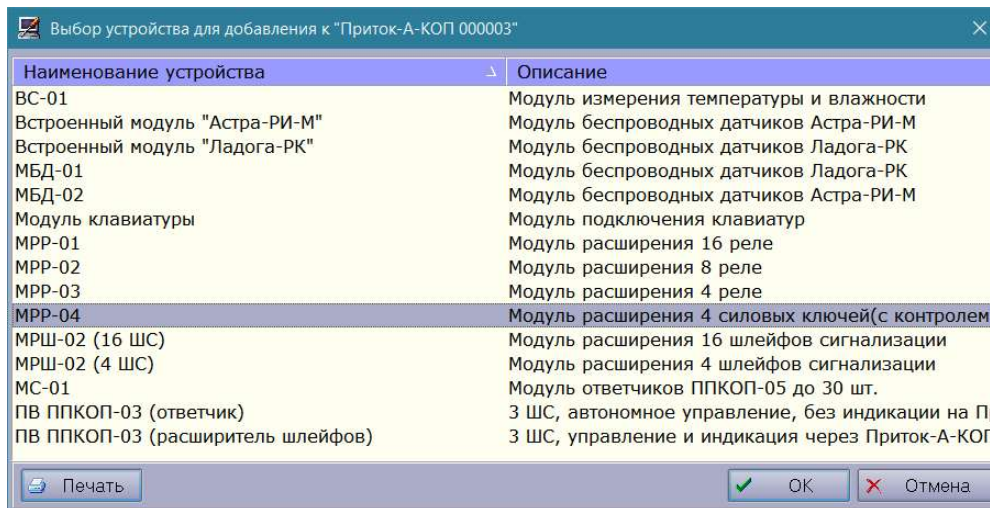 Выбор устройства для добавления к "Приток-А-КОП 000003"
Наименование устройства Описание
ВС-01 Модуль измерения температуры и влажности
Встроенный модуль "Астра-РИ-М" Модуль беспроводных датчиков Астра-РИ-М
Встроенный модуль "Ладога-РК" Модуль беспроводных датчиков Ладога-РК
МБД-01 Модуль беспроводных датчиков Ладога-РК
МБД-02 Модуль беспроводных датчиков Астра-РИ-М
Модуль клавиатуры Модуль подключения клавиатур
МРР-01 Модуль расширения 16 реле
МРР-02 Модуль расширения 8 реле
МРР-03 Модуль расширения 4 реле
МРР-04 Модуль расширения 4 силовых ключей(с контролем
МРШ-02 (16 ШС) Модуль расширения 16 шлейфов сигнализации
МРШ-02 (4 ШС) Модуль расширения 4 шлейфов сигнализации
МС-01 Модуль ответчиков ППКОП-05 до 30 шт.
ПВ ППКОП-03 (ответчик) 3 ШС, автономное управление, без индикации на
ПВ ППКОП-03 (расширитель шлейфов) 3 ШС, управление и индикация через Приток-А-КОП
Печать ОК Отмена